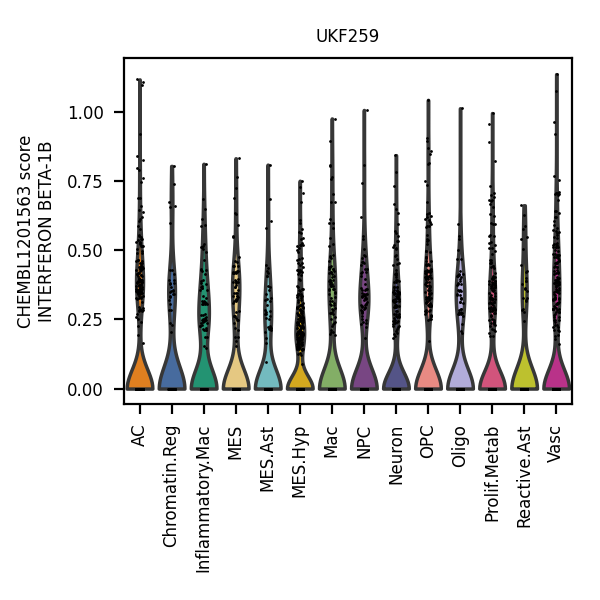 UKF259
CHEMBL1201563 score
INTERFERON BETA-1B
1.00
0.75
0.50
0.25
0.00
AC
Chromatin.Reg
Inflammatory.Mac
MES
MES.Ast
MES.Hyp
Mac
NPC
Neuron
OPC
Oligo
Prolif.Metab
Reactive.Ast
Vasc